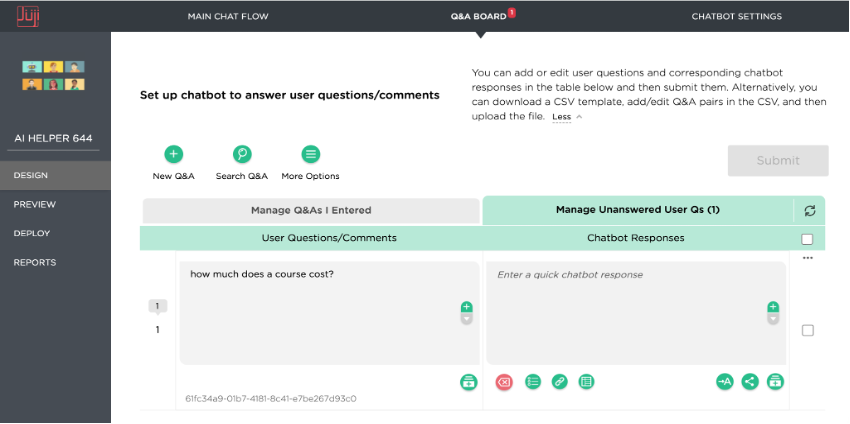 Juji
MAIN CHAT FLOW
Q&A BOARD 1
CHATBOT SETTINGS
Set up chatbot to answer user questions/comments
You can add or edit user questions and corresponding chatbot
responses in the table below and then submit them. Alternatively, you
can download a CSV template, add/edit Q&A pairs in the CSV, and then
upload the file. Less
AI HELPER 644
DESIGN
PREVIEW
DEPLOY
REPORTS
New Q&A
Search Q&A
More Options
Submit
Manage Q&As I Entered
Manage Unanswered User Qs (1)
User Questions/Comments
Chatbot Responses
how much does a course cost?
Enter a quick chatbot response
1
1
A
61fc34a9-01b7-4181-8c41-e7be267d93c0